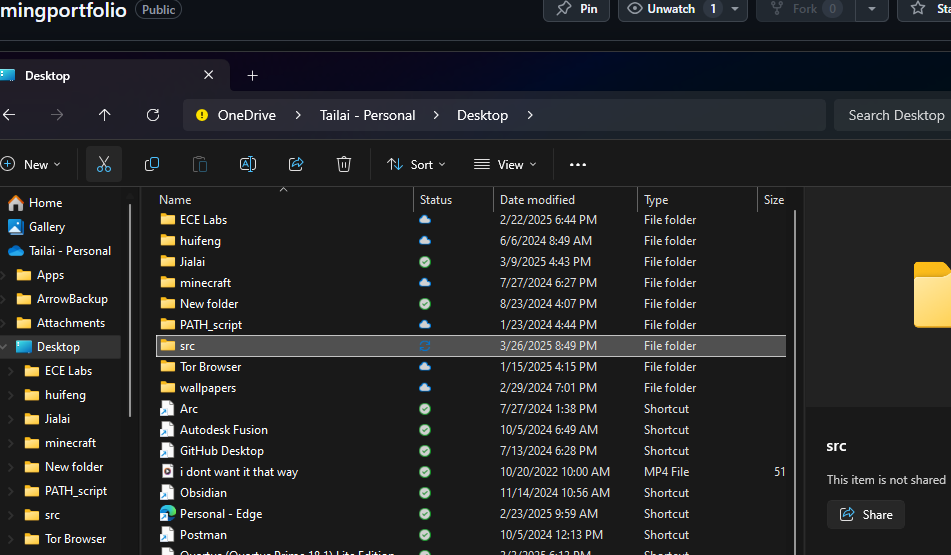 mingportfolio Public Pin Unwatch 1 Fork 0 Sta
Desktop
OneDrive Tailai - Personal Desktop Search Desktop
New Sort View
Home
Gallery
Tailai - Personal
Apps
ArrowBackup
Attachments
Desktop
ECE Labs
huifeng
Jialai
minecraft
New folder
PATH_script
src
Tor Browser
Name Status Date modified Type Size
ECE Labs 2/22/2025 6:44 PM File folder
huifeng 6/6/2024 8:49 AM File folder
Jialai 3/9/2025 4:43 PM File folder
minecraft 7/27/2024 6:27 PM File folder
New folder 8/23/2024 4:07 PM File folder
PATH_script 1/23/2024 4:44 PM File folder
src 3/26/2025 8:49 PM File folder
Tor Browser 1/15/2025 4:15 PM File folder
wallpapers 2/29/2024 7:01 PM File folder
Arc 7/27/2024 1:38 PM Shortcut
Autodesk Fusion 10/5/2024 6:49 AM Shortcut
GitHub Desktop 7/13/2024 6:28 PM Shortcut
i dont want it that way 10/20/2022 10:00 AM MP4 File 51
Obsidian 11/14/2024 10:56 AM Shortcut
Personal - Edge 2/23/2025 9:59 AM Shortcut
Postman 10/5/2024 12:13 PM Shortcut
Quartus (Quartus Prime 18.1) Lite Edition 2/3/2025 6:13 PM Shortcut
src
This item is not shared
Share